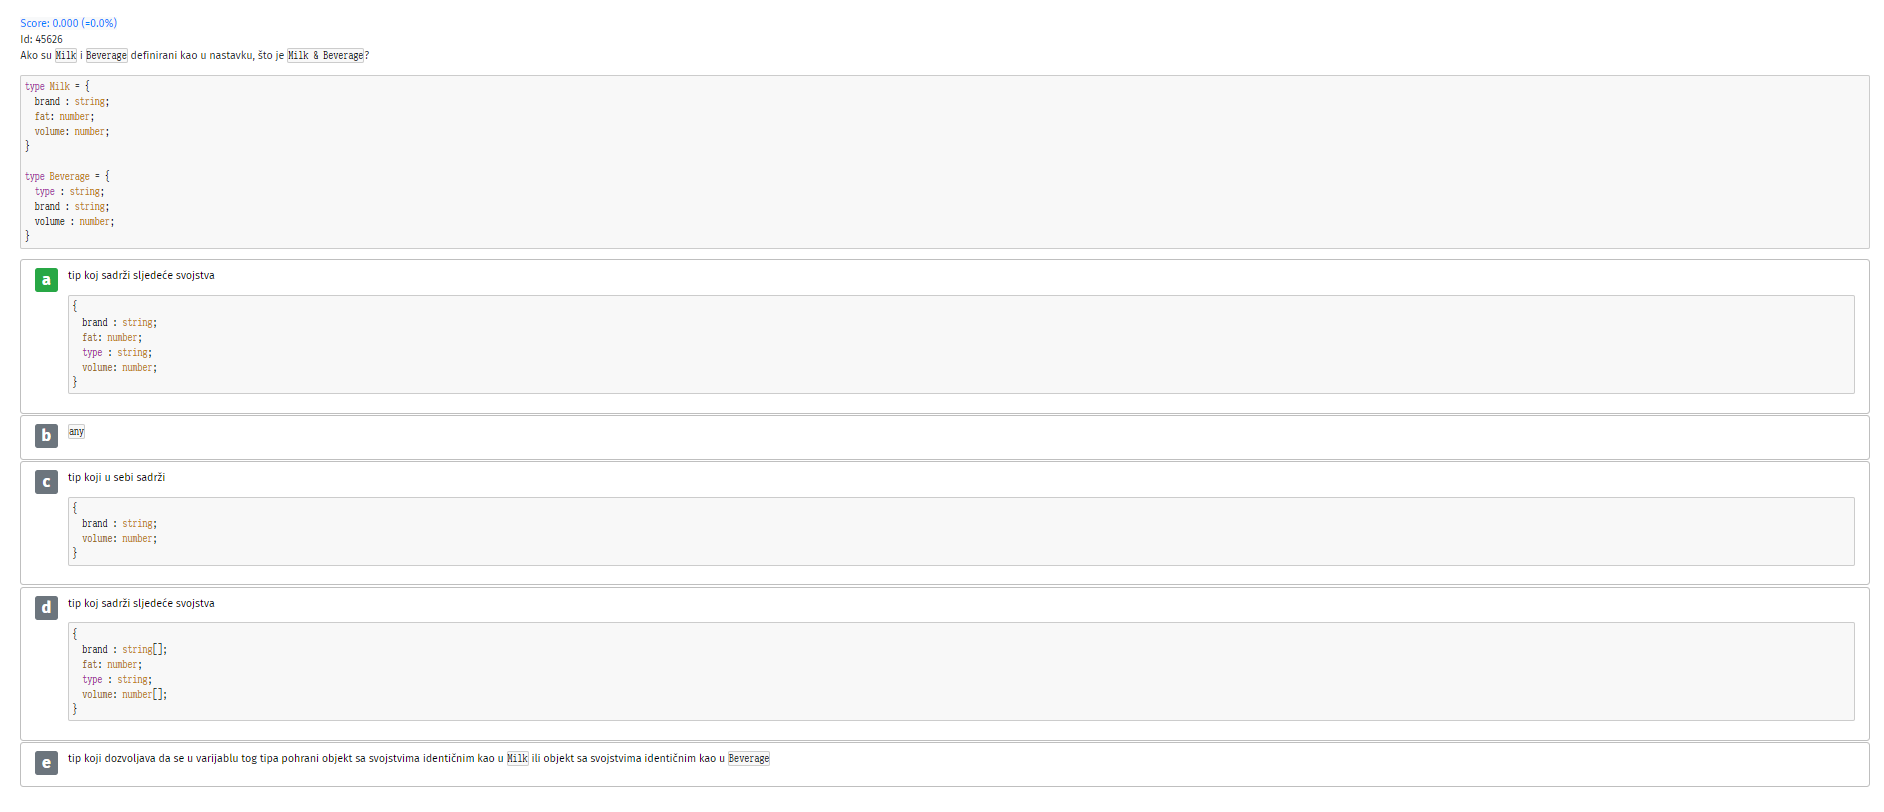 Score: 0.000 (=0.0%)
Id: 45626
Ako su Milk i Beverage definirani kao u nastavku, što je Milk & Beverage?
type Milk = {
brand : string;
fat: number;
volume: number;
}
type Beverage = {
type : string;
brand : string;
volume : number;
}
a tip koj sadrži sljedeće svojstva
{
brand : string;
fat: number;
type : string;
volume: number;
}
b any
c tip koji u sebi sadrži
{
brand : string;
volume: number;
}
d tip koj sadrži sljedeće svojstva
{
brand : string[];
fat: number;
type : string;
volume: number[];
}
e tip koji dozvoljava da se u varijablu tog tipa pohrani objekt sa svojstvima identičnim kao u Milk ili objekt sa svojstvima identičnim kao u Beverage